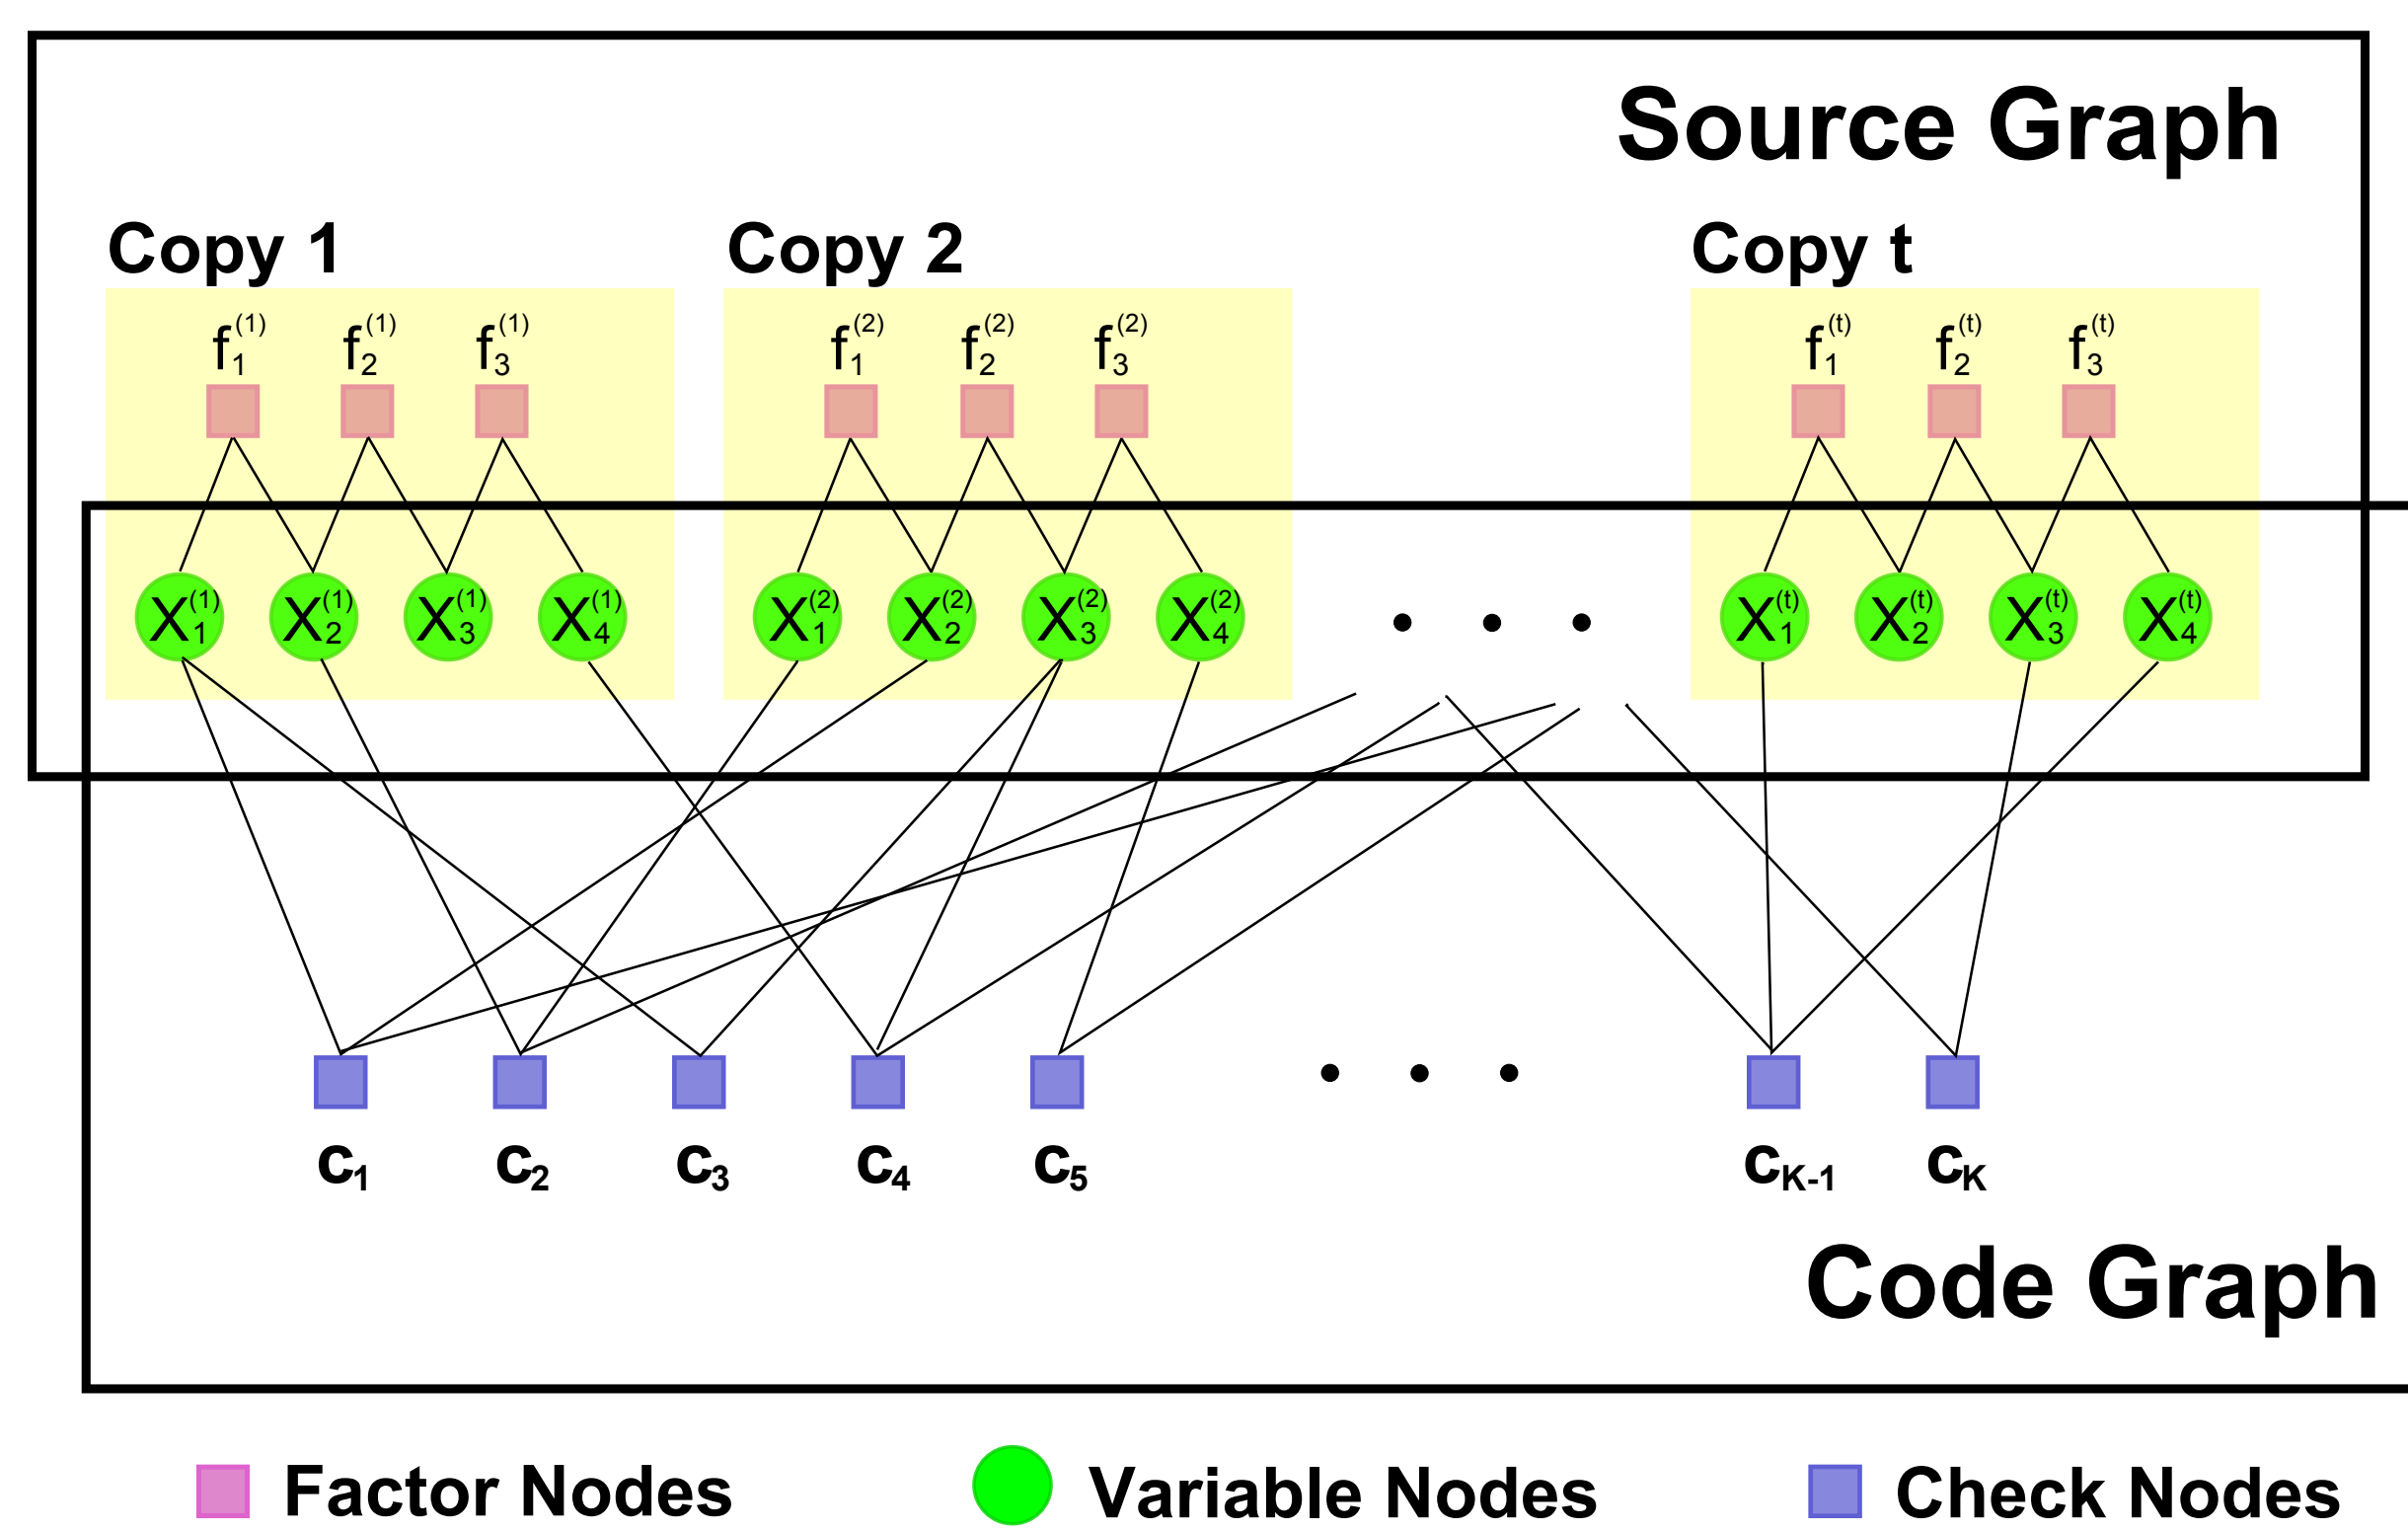 Source Graph
Copy 1 Copy 2 Copy t
f₁⁽¹⁾ f₂⁽¹⁾ f₃⁽¹⁾ f₁⁽²⁾ f₂⁽²⁾ f₃⁽²⁾ f₁⁽ᵗ⁾ f₂⁽ᵗ⁾ f₃⁽ᵗ⁾
X₁⁽¹⁾ X₂⁽¹⁾ X₃⁽¹⁾ X₄⁽¹⁾ X₁⁽²⁾ X₂⁽²⁾ X₃⁽²⁾ X₄⁽²⁾ • • • X₁⁽ᵗ⁾ X₂⁽ᵗ⁾ X₃⁽ᵗ⁾ X₄⁽ᵗ⁾
• • •
c₁ c₂ c₃ c₄ c₅ c_K-1 c_K
Code Graph
Factor Nodes Variable Nodes Check Nodes